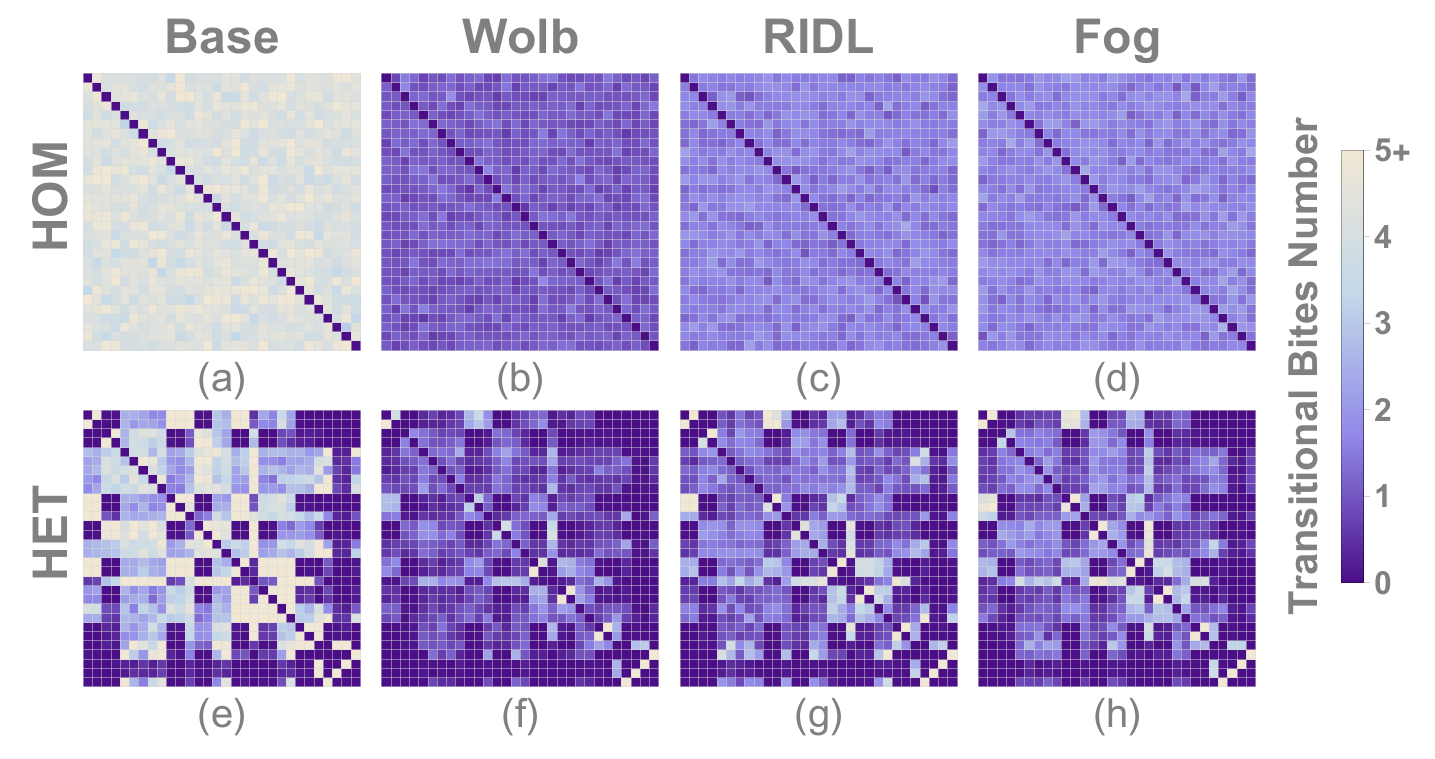 Base Wolb RIDL Fog
HOM
(a) (b) (c) (d)
HET
(e) (f) (g) (h)
Transitional Bites Number
5+
4
3
2
1
0